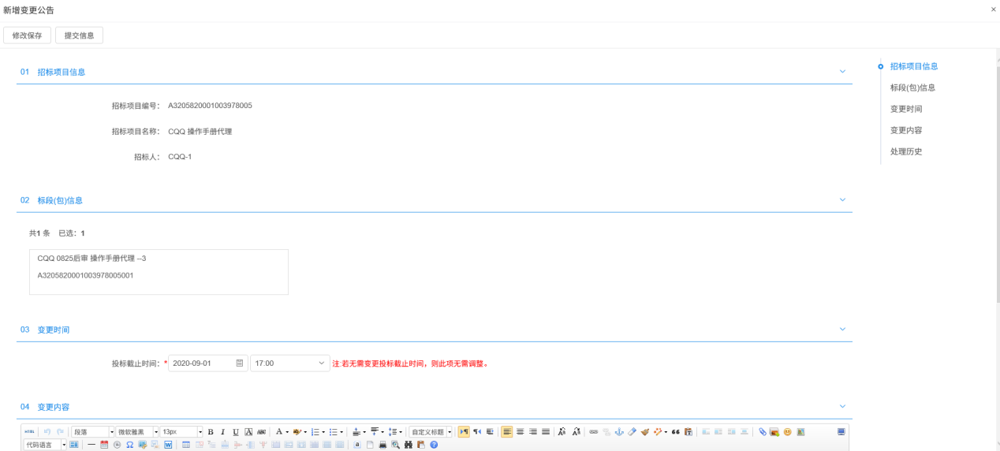 新增变更公告 ×
修改保存 提交信息
01 招标项目信息
招标项目编号： A3205820001003978005
招标项目名称： CQQ 操作手册代理
招标人： CQQ-1
02 标段(包)信息
共1 条 已选：1
CQQ 0825后审 操作手册代理 --3
A3205820001003978005001
03 变更时间
投标截止时间：* 2020-09-01 17:00 注:若无需变更投标截止时间，则此项无需调整。
04 变更内容
HTML 段落 微软雅黑 13px B I U A ABC A 自定义标题
代码语言
招标项目信息
标段(包)信息
变更时间
变更内容
处理历史